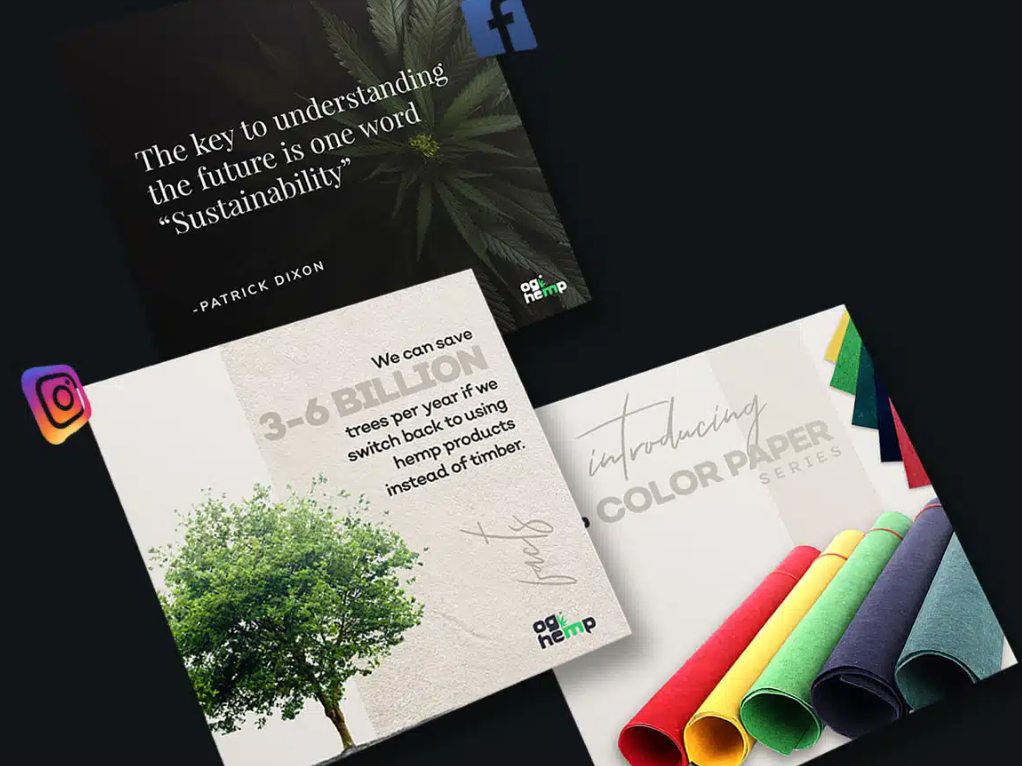 The key to understanding
the future is one word
“Sustainability”
-PATRICK DIXON
og
hemp
We can save
3-6 BILLION
trees per year if we
switch back to using
hemp products
instead of timber.
facts
og
hemp
introducing
COLOR PAPER
SERIES